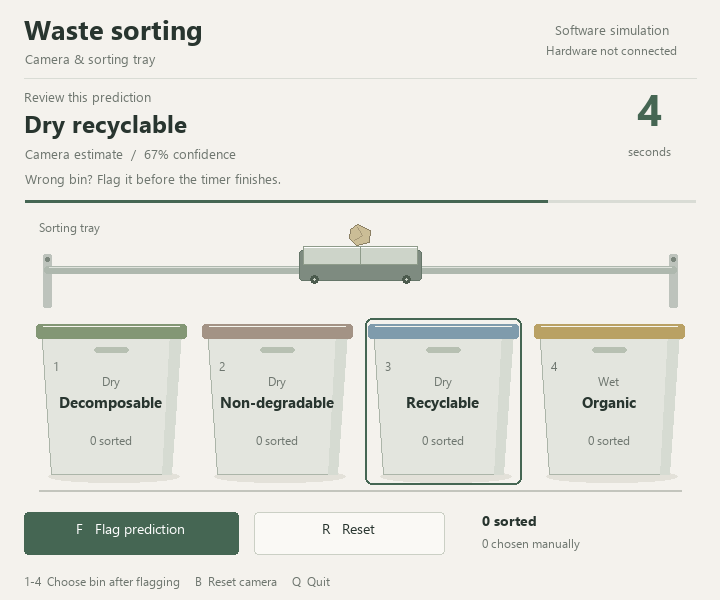 Waste sorting
Software simulation
Camera & sorting tray
Hardware not connected
Review this prediction
Dry recyclable
4
seconds
Camera estimate / 67% confidence
Wrong bin? Flag it before the timer finishes.
Sorting tray
1
Dry
Decomposable
0 sorted
2
Dry
Non-degradable
0 sorted
3
Dry
Recyclable
0 sorted
4
Wet
Organic
0 sorted
F Flag prediction
R Reset
0 sorted
0 chosen manually
1-4 Choose bin after flagging B Reset camera Q Quit